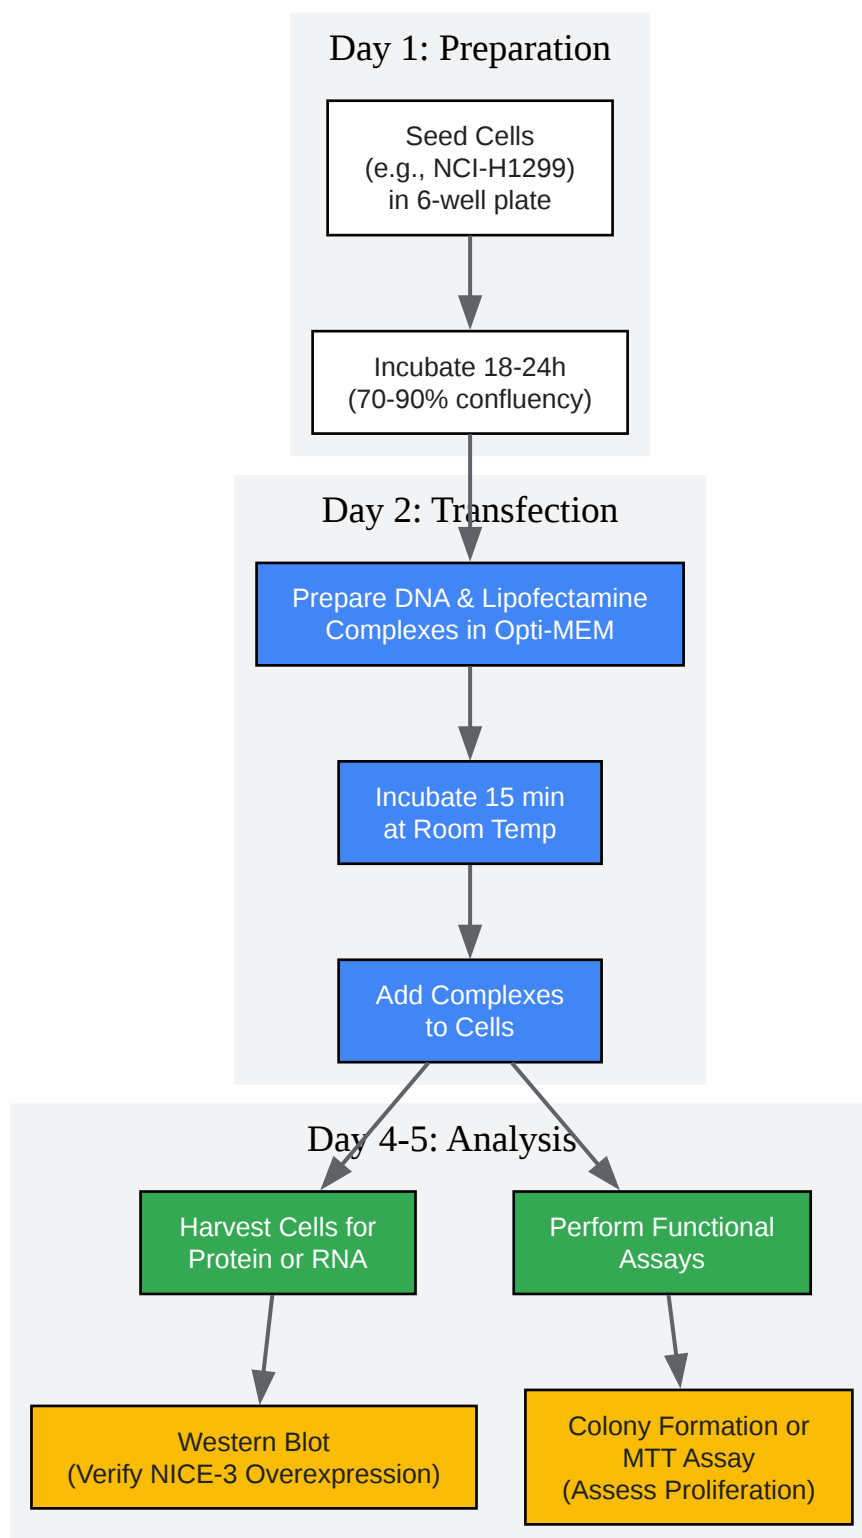 Day 1: Preparation
Seed Cells
(e.g., NCI-H1299)
in 6-well plate
Incubate 18-24h
(70-90% confluency)
Day 2: Transfection
Prepare DNA & Lipofectamine
Complexes in Opti-MEM
Incubate 15 min
at Room Temp
Add Complexes
to Cells
Day 4-5: Analysis
Harvest Cells for
Protein or RNA
Perform Functional
Assays
Western Blot
(Verify NICE-3 Overexpression)
Colony Formation or
MTT Assay
(Assess Proliferation)